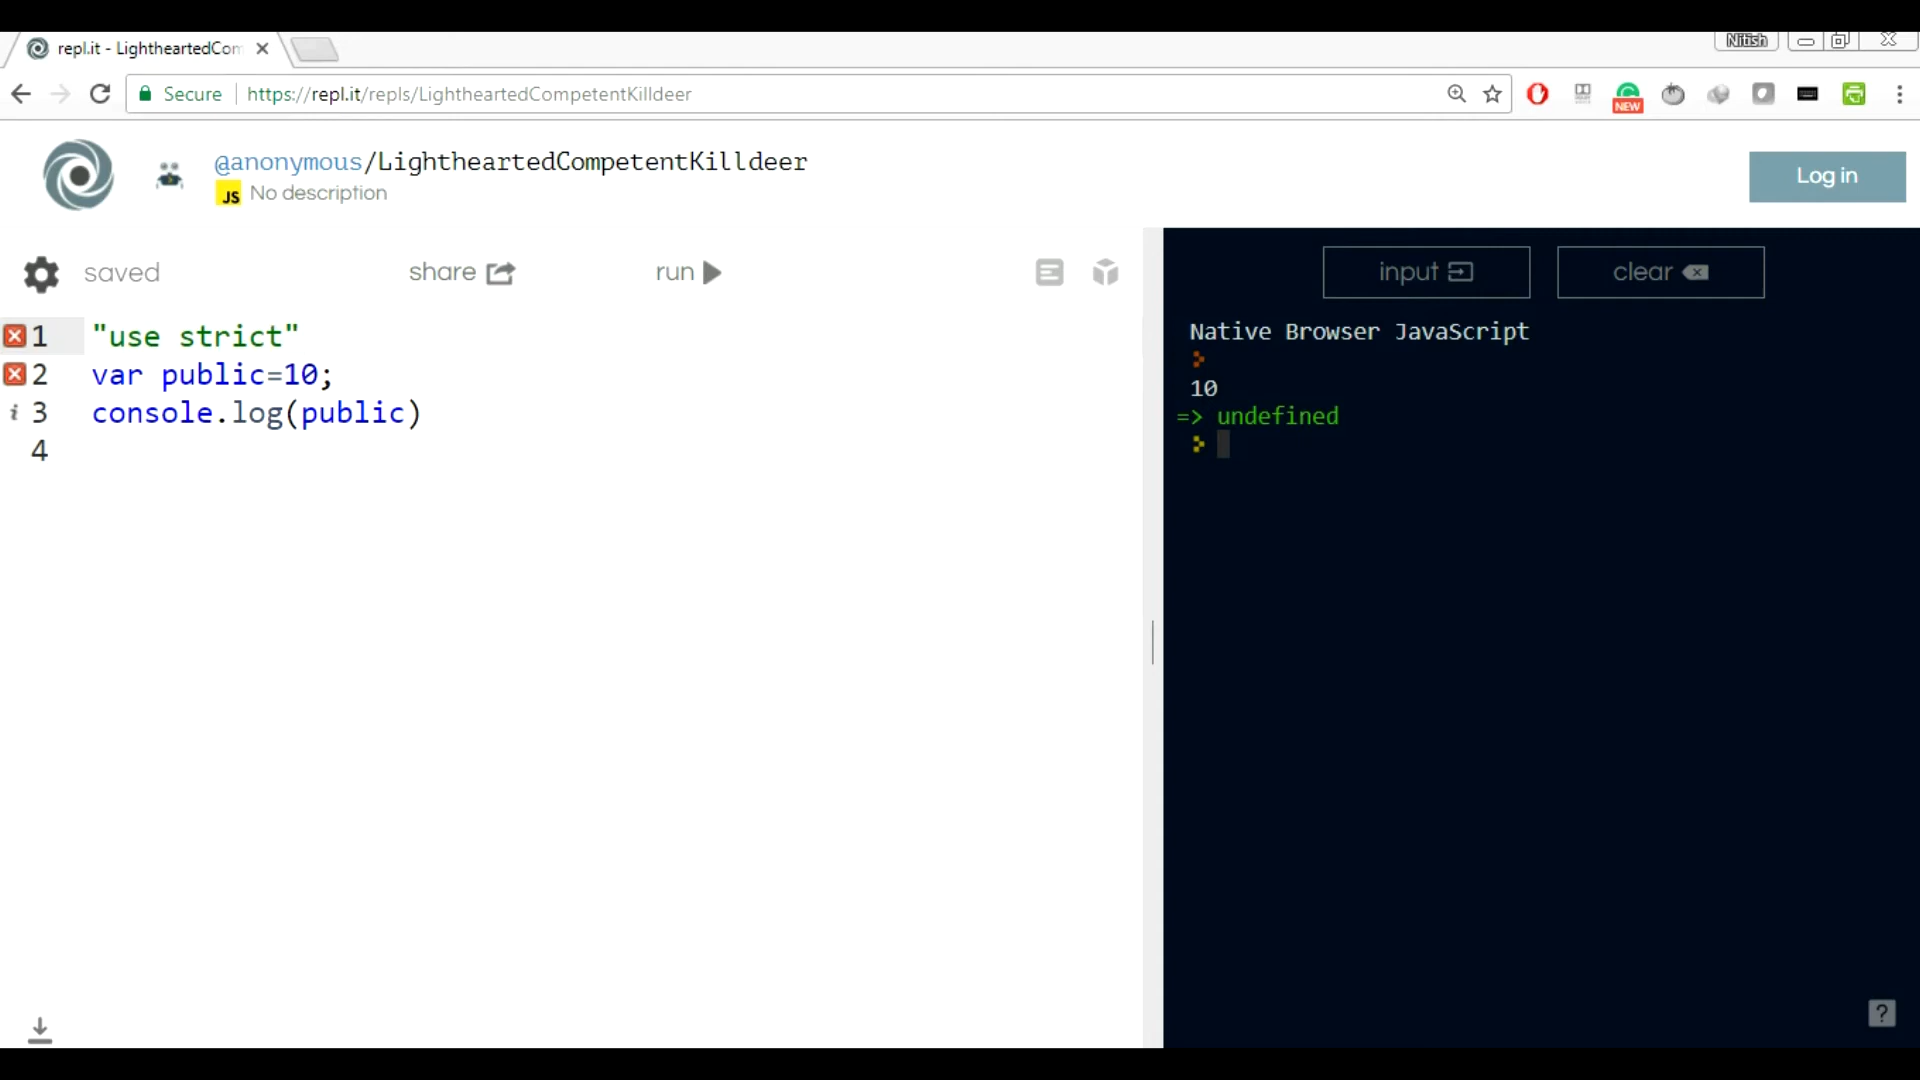 repl.it - LightheartedCom
Nitish
Secure
https://repl.it/repls/LightheartedCompetentKilldeer
NEW
@anonymous/LightheartedCompetentKilldeer
JS No description
Log in
saved
share
run
input
clear
1 "use strict"
2 var public=10;
i 3 console.log(public)
4
Native Browser JavaScript
10
=> undefined
?